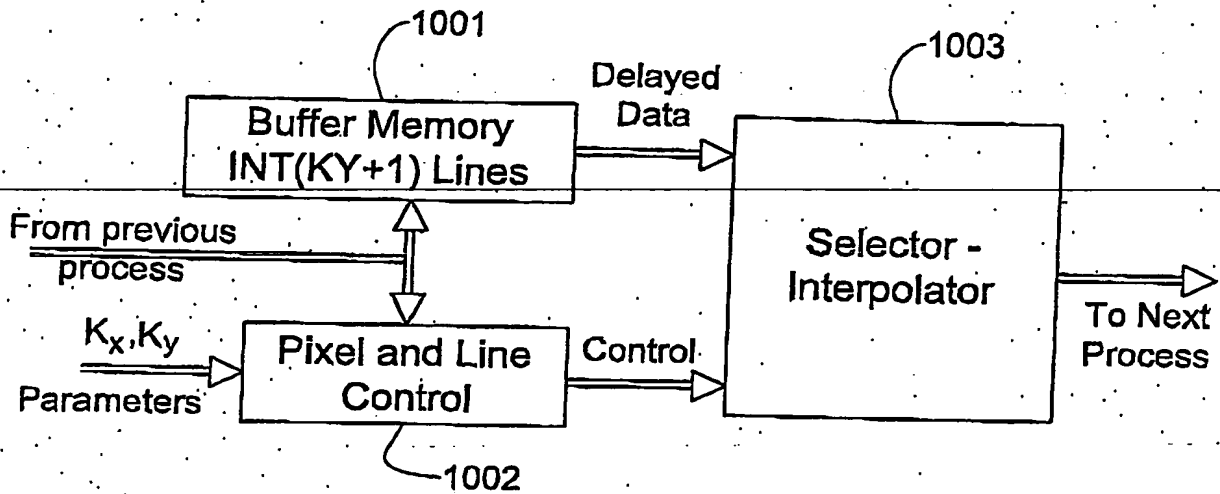 1001
1003
Delayed
Data
Buffer Memory
INT(KY+1) Lines
From previous
process
Selector -
Interpolator
Kx,Ky
Parameters
Pixel and Line
Control
Control
To Next
Process
1002